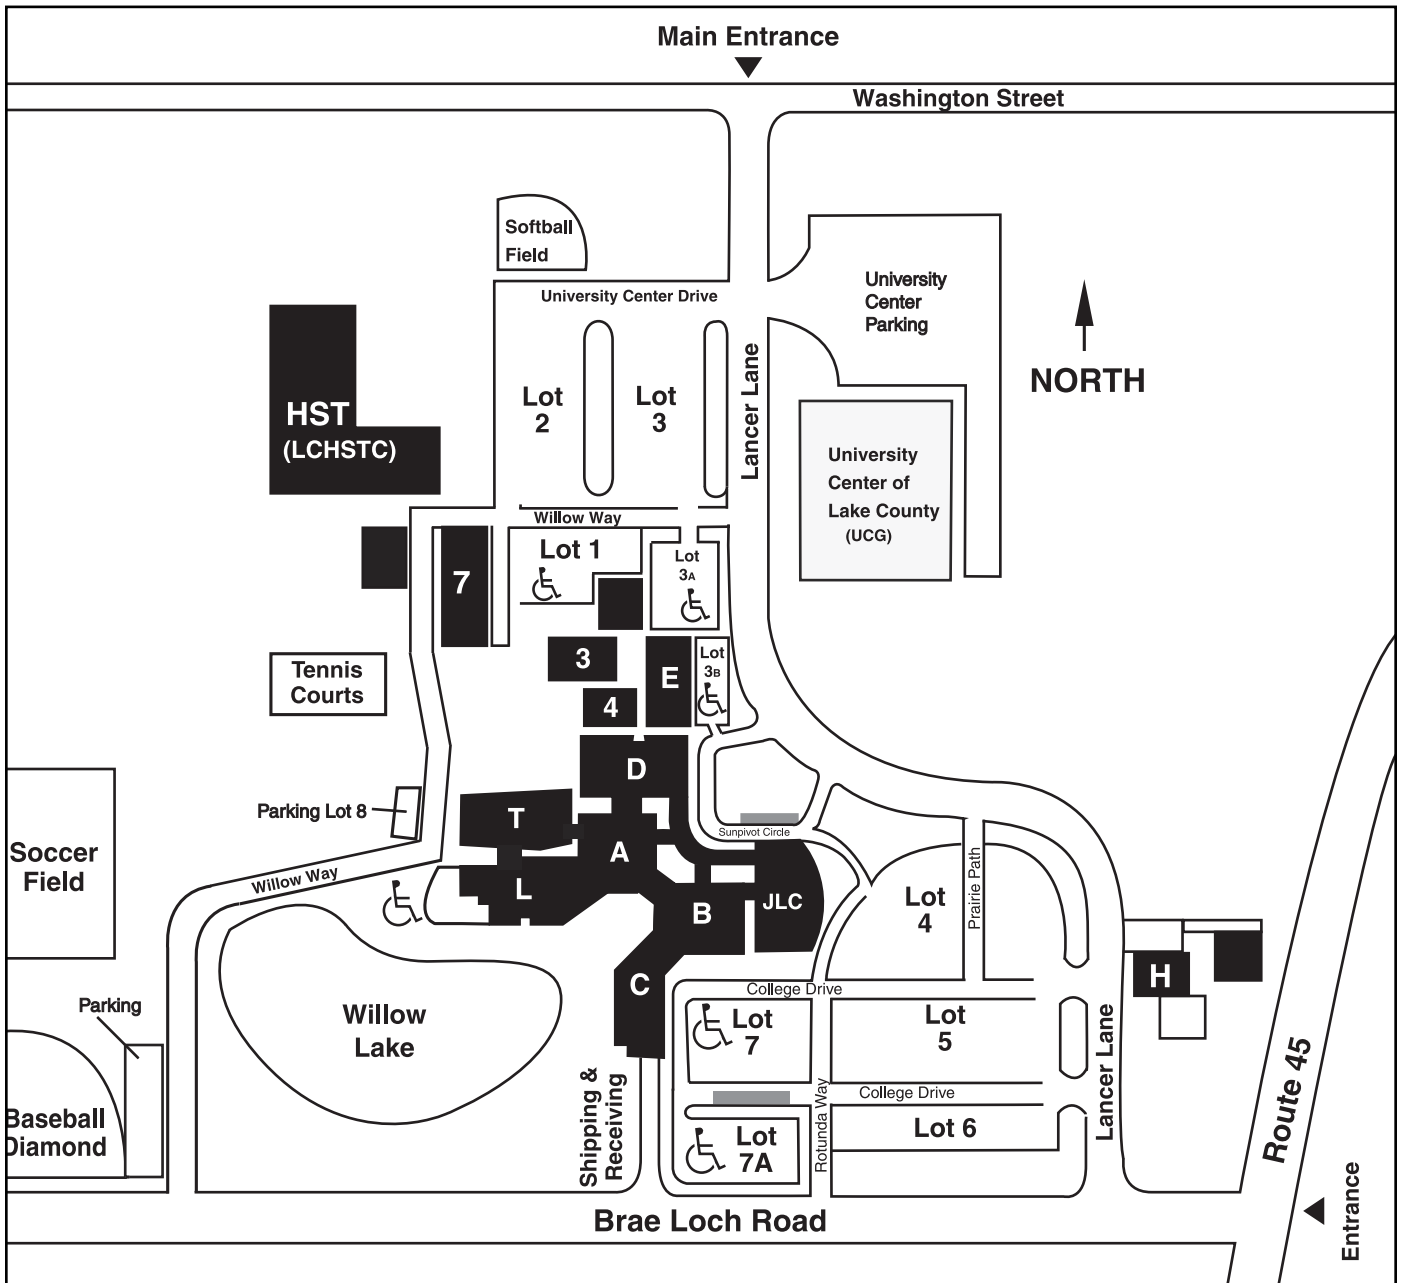 Main Entrance
Washington Street
Softball
Field
University Center Drive
University
Center
Parking
NORTH
Lancer Lane
HST
(LCHSTC)
Lot
2
Lot
3
University
Center of
Lake County
(UCG)
Willow Way
Lot 1
Lot
3A
7
3
E
Lot
3B
4
Tennis
Courts
D
Parking Lot 8
T
Sunpivot Circle
A
Soccer
Field
Willow Way
L
B
JLC
Lot
4
Prairie Path
H
C
College Drive
Parking
Willow
Lake
Lot
7
Lot
5
Lancer Lane
Route 45
Shipping &
Receiving
College Drive
Rotunda Way
Baseball
Diamond
Lot
7A
Lot 6
Brae Loch Road
Entrance